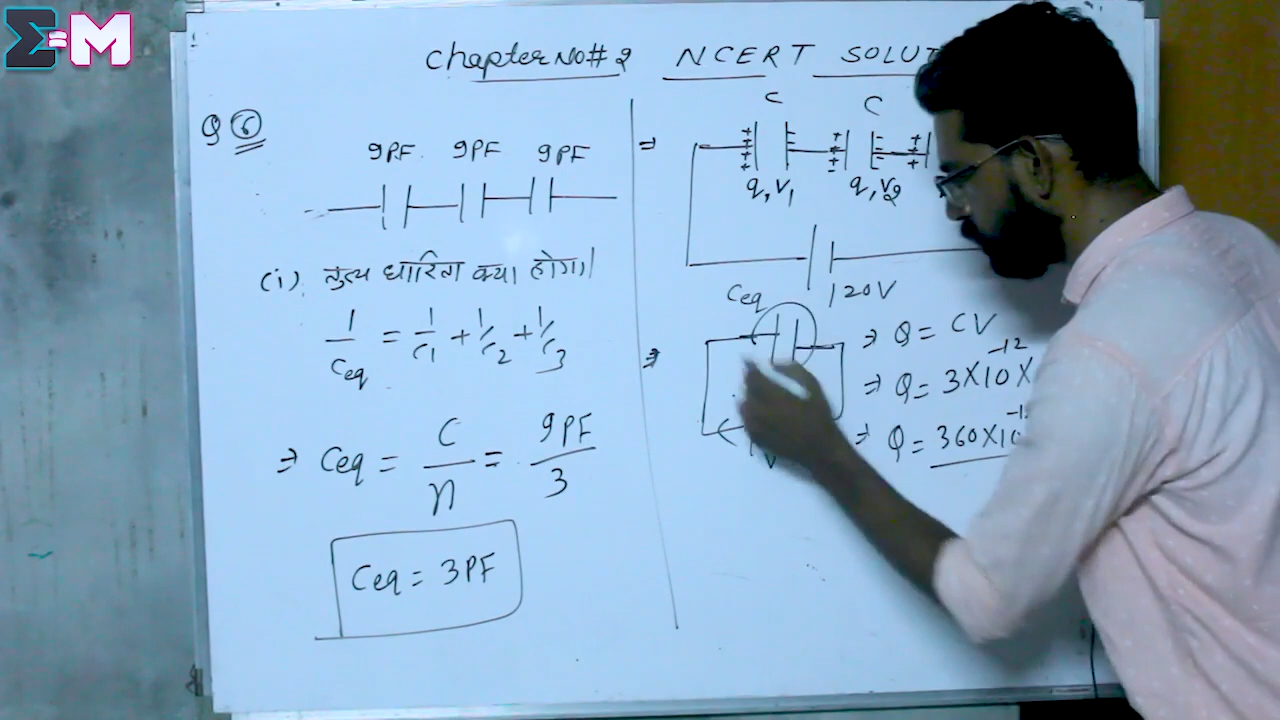 Σ=M
Chapter No# 2 NCERT SOLUT
Q 6
9PF 9PF 9PF
(i) तुल्य धारिता क्या होगा।
1/Ceq = 1/C1 + 1/C2 + 1/C3
⇒ Ceq = C/n = 9PF/3
Ceq = 3PF
⇒ C C
+ + + + - - + + + - - + + +
q, V1 q, V2
120V
⇒ Ceq
V
⇒ Q = CV
⇒ Q = 3×10⁻¹²×
⇒ Q = 360×10